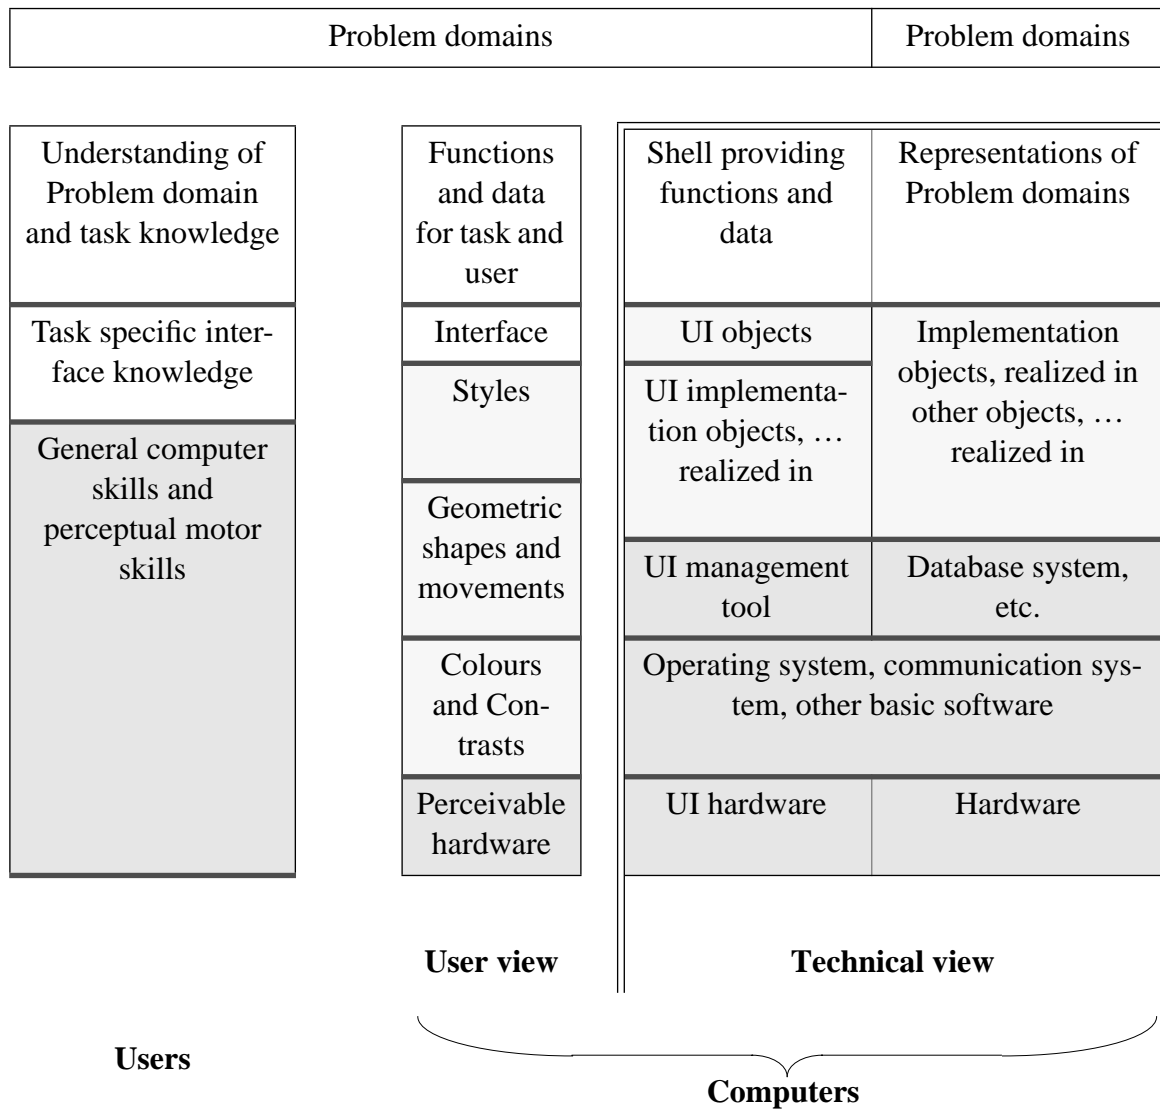 Problem domains
Problem domains
Understanding of
Problem domain
and task knowledge
Task specific inter-
face knowledge
General computer
skills and
perceptual motor
skills
Functions
and data
for task and
user
Interface
Styles
Geometric
shapes and
movements
Colours
and Con-
trasts
Perceivable
hardware
Shell providing
functions and
data
UI objects
UI implementa-
tion objects, …
realized in
UI management
tool
Representations of
Problem domains
Implementation
objects, realized in
other objects, …
realized in
Database system,
etc.
Operating system, communication sys-
tem, other basic software
UI hardware
Hardware
User view
Technical view
Users
Computers